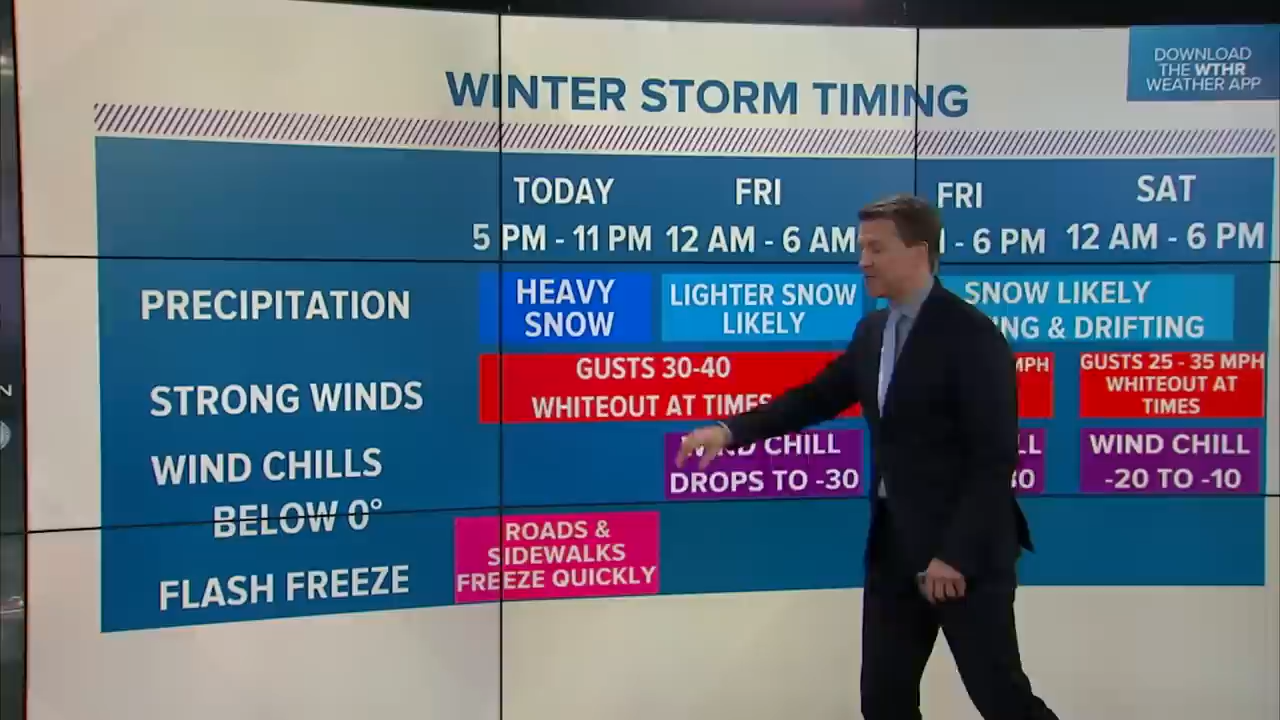 DOWNLOAD
THE WTHR
WEATHER APP
WINTER STORM TIMING
TODAY FRI FRI SAT
5 PM - 11 PM 12 AM - 6 AM - 6 PM 12 AM - 6 PM
PRECIPITATION
HEAVY
SNOW
LIGHTER SNOW
LIKELY
SNOW LIKELY
& DRIFTING
STRONG WINDS
GUSTS 30-40
WHITEOUT AT TIMES
MPH
GUSTS 25 - 35 MPH
WHITEOUT AT
TIMES
WIND CHILLS
BELOW 0°
WIND CHILL
DROPS TO -30
WIND CHILL
-20 TO -10
FLASH FREEZE
ROADS &
SIDEWALKS
FREEZE QUICKLY